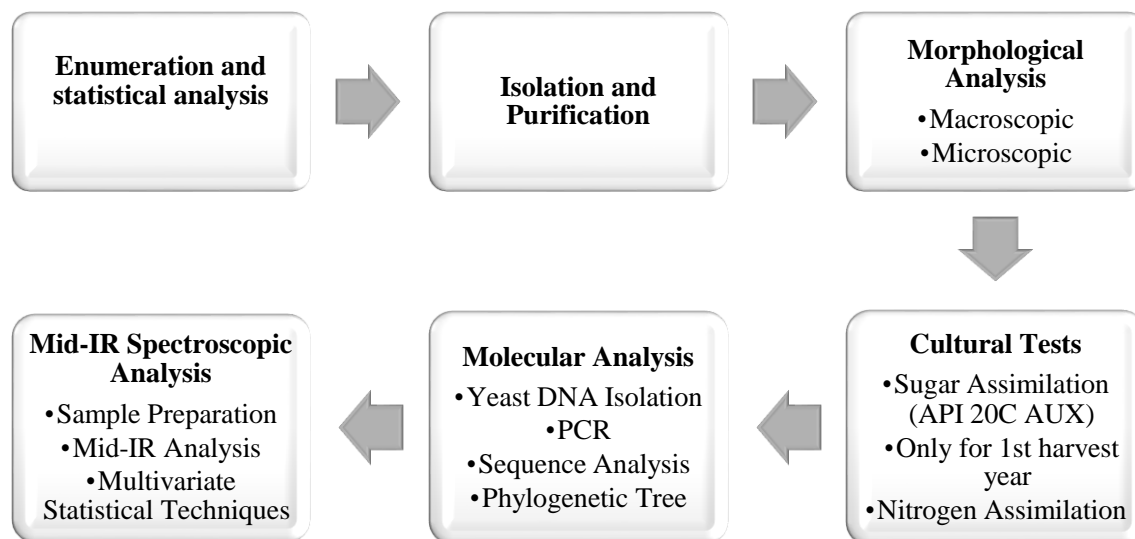 Enumeration and
statistical analysis
Isolation and
Purification
Morphological
Analysis
•Macroscopic
•Microscopic
Cultural Tests
•Sugar Assimilation
(API 20C AUX)
•Only for 1st harvest
year
•Nitrogen Assimilation
Molecular Analysis
•Yeast DNA Isolation
•PCR
•Sequence Analysis
•Phylogenetic Tree
Mid-IR Spectroscopic
Analysis
•Sample Preparation
•Mid-IR Analysis
•Multivariate
Statistical Techniques